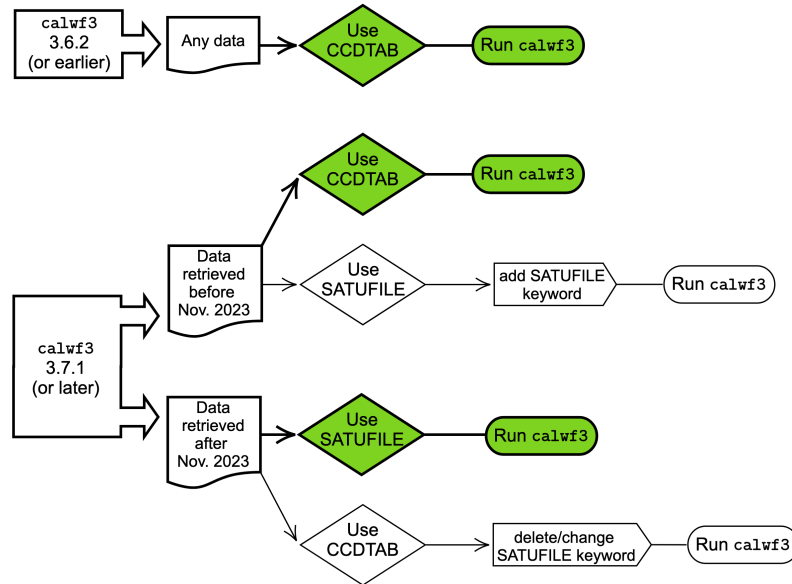 calwf3
3.6.2
(or earlier)
Any data
Use
CCDTAB
Run calwf3
Use
CCDTAB
Run calwf3
Data
retrieved
before
Nov. 2023
Use
SATUFILE
add SATUFILE
keyword
Run calwf3
calwf3
3.7.1
(or later)
Data
retrieved
after
Nov. 2023
Use
SATUFILE
Run calwf3
Use
CCDTAB
delete/change
SATUFILE keyword
Run calwf3